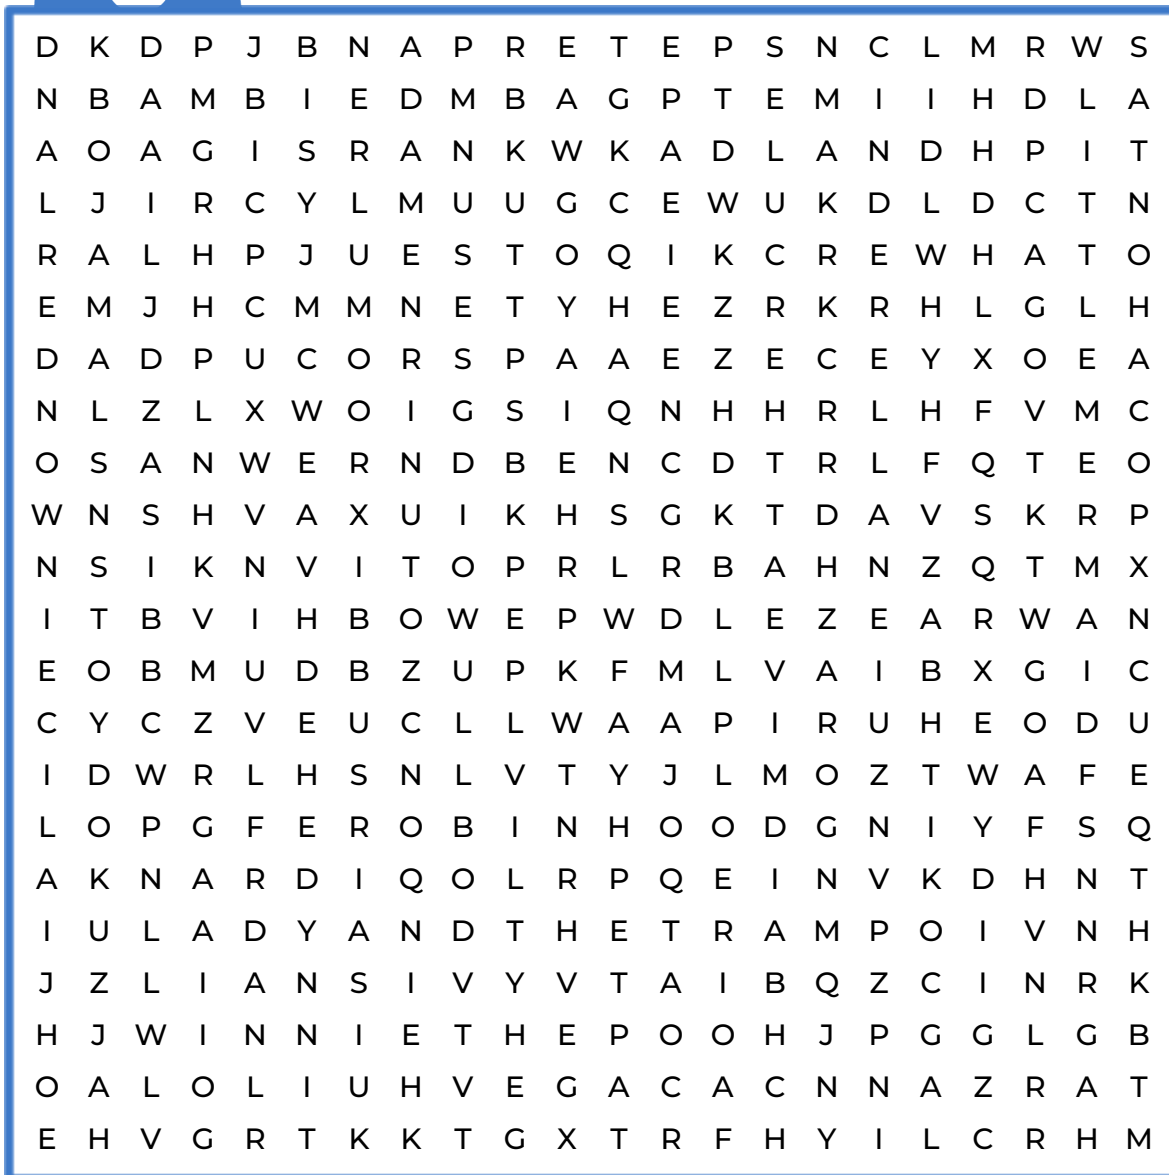 D K D P J B N A P R E T E P S N C L M R W S
N B A M B I E D M B A G P T E M I I H D L A
A O A G I S R A N K W K A D L A N D H P I T
L J I R C Y L M U U G C E W U K D L D C T N
R A L H P J U E S T O Q I K C R E W H A T O
E M J H C M M N E T Y H E Z R K R H L G L H
D A D P U C O R S P A A E Z E C E Y X O E A
N L Z L X W O I G S I Q N H H R L H F V M C
O S A N W E R N D B E N C D T R L F Q T E O
W N S H V A X U I K H S G K T D A V S K R P
N S I K N V I T O P R L R B A H N Z Q T M X
I T B V I H B O W E P W D L E Z E A R W A N
E O B M U D B Z U P K F M L V A I B X G I C
C Y C Z V E U C L L W A A P I R U H E O D U
I D W R L H S N L V T Y J L M O Z T W A F E
L O P G F E R O B I N H O O D G N I Y F S Q
A K N A R D I Q O L R P Q E I N V K D H N T
I U L A D Y A N D T H E T R A M P O I V N H
J Z L I A N S I V Y V T A I B Q Z C I N R K
H J W I N N I E T H E P O O H J P G G L G B
O A L O L I U H V E G A C A C N N A Z R A T
E H V G R T K K T G X T R F H Y I L C R H M